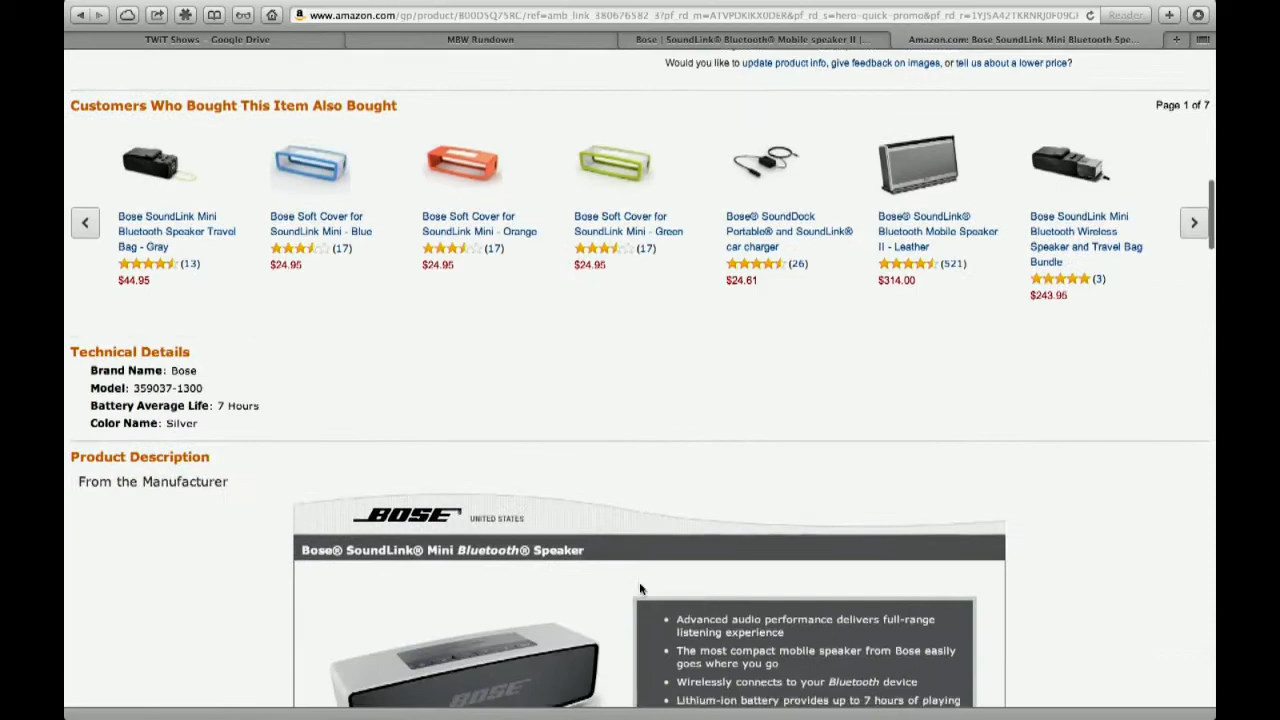 www.amazon.com/gp/product/B00D5Q75RC/ref=amb_link_380676582_3?pf_rd_m=ATVPDKIKX0DER&pf_rd_s=hero-quick-promo&pf_rd_r=1YJSA42TKRNRJ0F09GF
Reader
TWiT Shows – Google Drive
MBW Rundown
Bose | SoundLink® Bluetooth® Mobile speaker II |...
Amazon.com: Bose SoundLink Mini Bluetooth Spe...
Would you like to update product info, give feedback on images, or tell us about a lower price?
Customers Who Bought This Item Also Bought
Page 1 of 7
Bose SoundLink Mini
Bluetooth Speaker Travel
Bag - Gray
(13)
$44.95
Bose Soft Cover for
SoundLink Mini - Blue
(17)
$24.95
Bose Soft Cover for
SoundLink Mini - Orange
(17)
$24.95
Bose Soft Cover for
SoundLink Mini - Green
(17)
$24.95
Bose® SoundDock
Portable® and SoundLink®
car charger
(26)
$24.61
Bose® SoundLink®
Bluetooth Mobile Speaker
II - Leather
(521)
$314.00
Bose SoundLink Mini
Bluetooth Wireless
Speaker and Travel Bag
Bundle
(3)
$243.95
Technical Details
Brand Name: Bose
Model: 359037-1300
Battery Average Life: 7 Hours
Color Name: Silver
Product Description
From the Manufacturer
BOSE UNITED STATES
Bose® SoundLink® Mini Bluetooth® Speaker
• Advanced audio performance delivers full-range
listening experience
• The most compact mobile speaker from Bose easily
goes where you go
• Wirelessly connects to your Bluetooth device
• Lithium-ion battery provides up to 7 hours of playing
BOSE